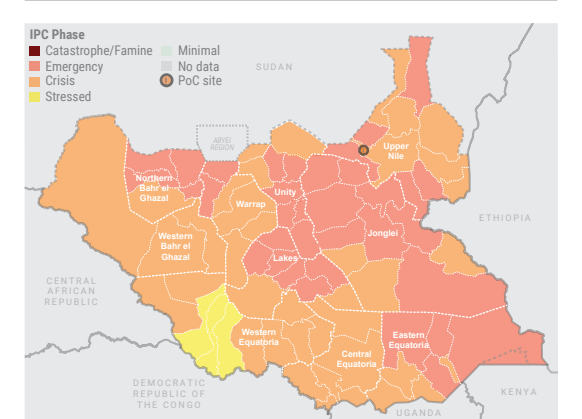 IPC Phase
Catastrophe/Famine
Minimal
Emergency
No data
Crisis
PoC site
Stressed
SUDAN
ABYEI
REGION
Upper
Nile
Northern
Bahr el
Ghazal
Unity
Warrap
ETHIOPIA
Jonglei
Western
Bahr el
Ghazal
Lakes
CENTRAL
AFRICAN
REPUBLIC
Western
Equatoria
Eastern
Equatoria
Central
Equatoria
DEMOCRATIC
REPUBLIC OF
THE CONGO
KENYA
UGANDA